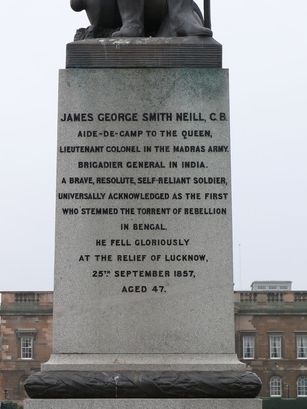 JAMES GEORGE SMITH NEILL, C.B.
AIDE-DE-CAMP TO THE QUEEN,
LIEUTENANT COLONEL IN THE MADRAS ARMY.
BRIGADIER GENERAL IN INDIA.
A BRAVE, RESOLUTE, SELF-RELIANT SOLDIER,
UNIVERSALLY ACKNOWLEDGED AS THE FIRST
WHO STEMMED THE TORRENT OF REBELLION
IN BENGAL.
HE FELL GLORIOUSLY
AT THE RELIEF OF LUCKNOW,
25TH SEPTEMBER 1857,
AGED 47.